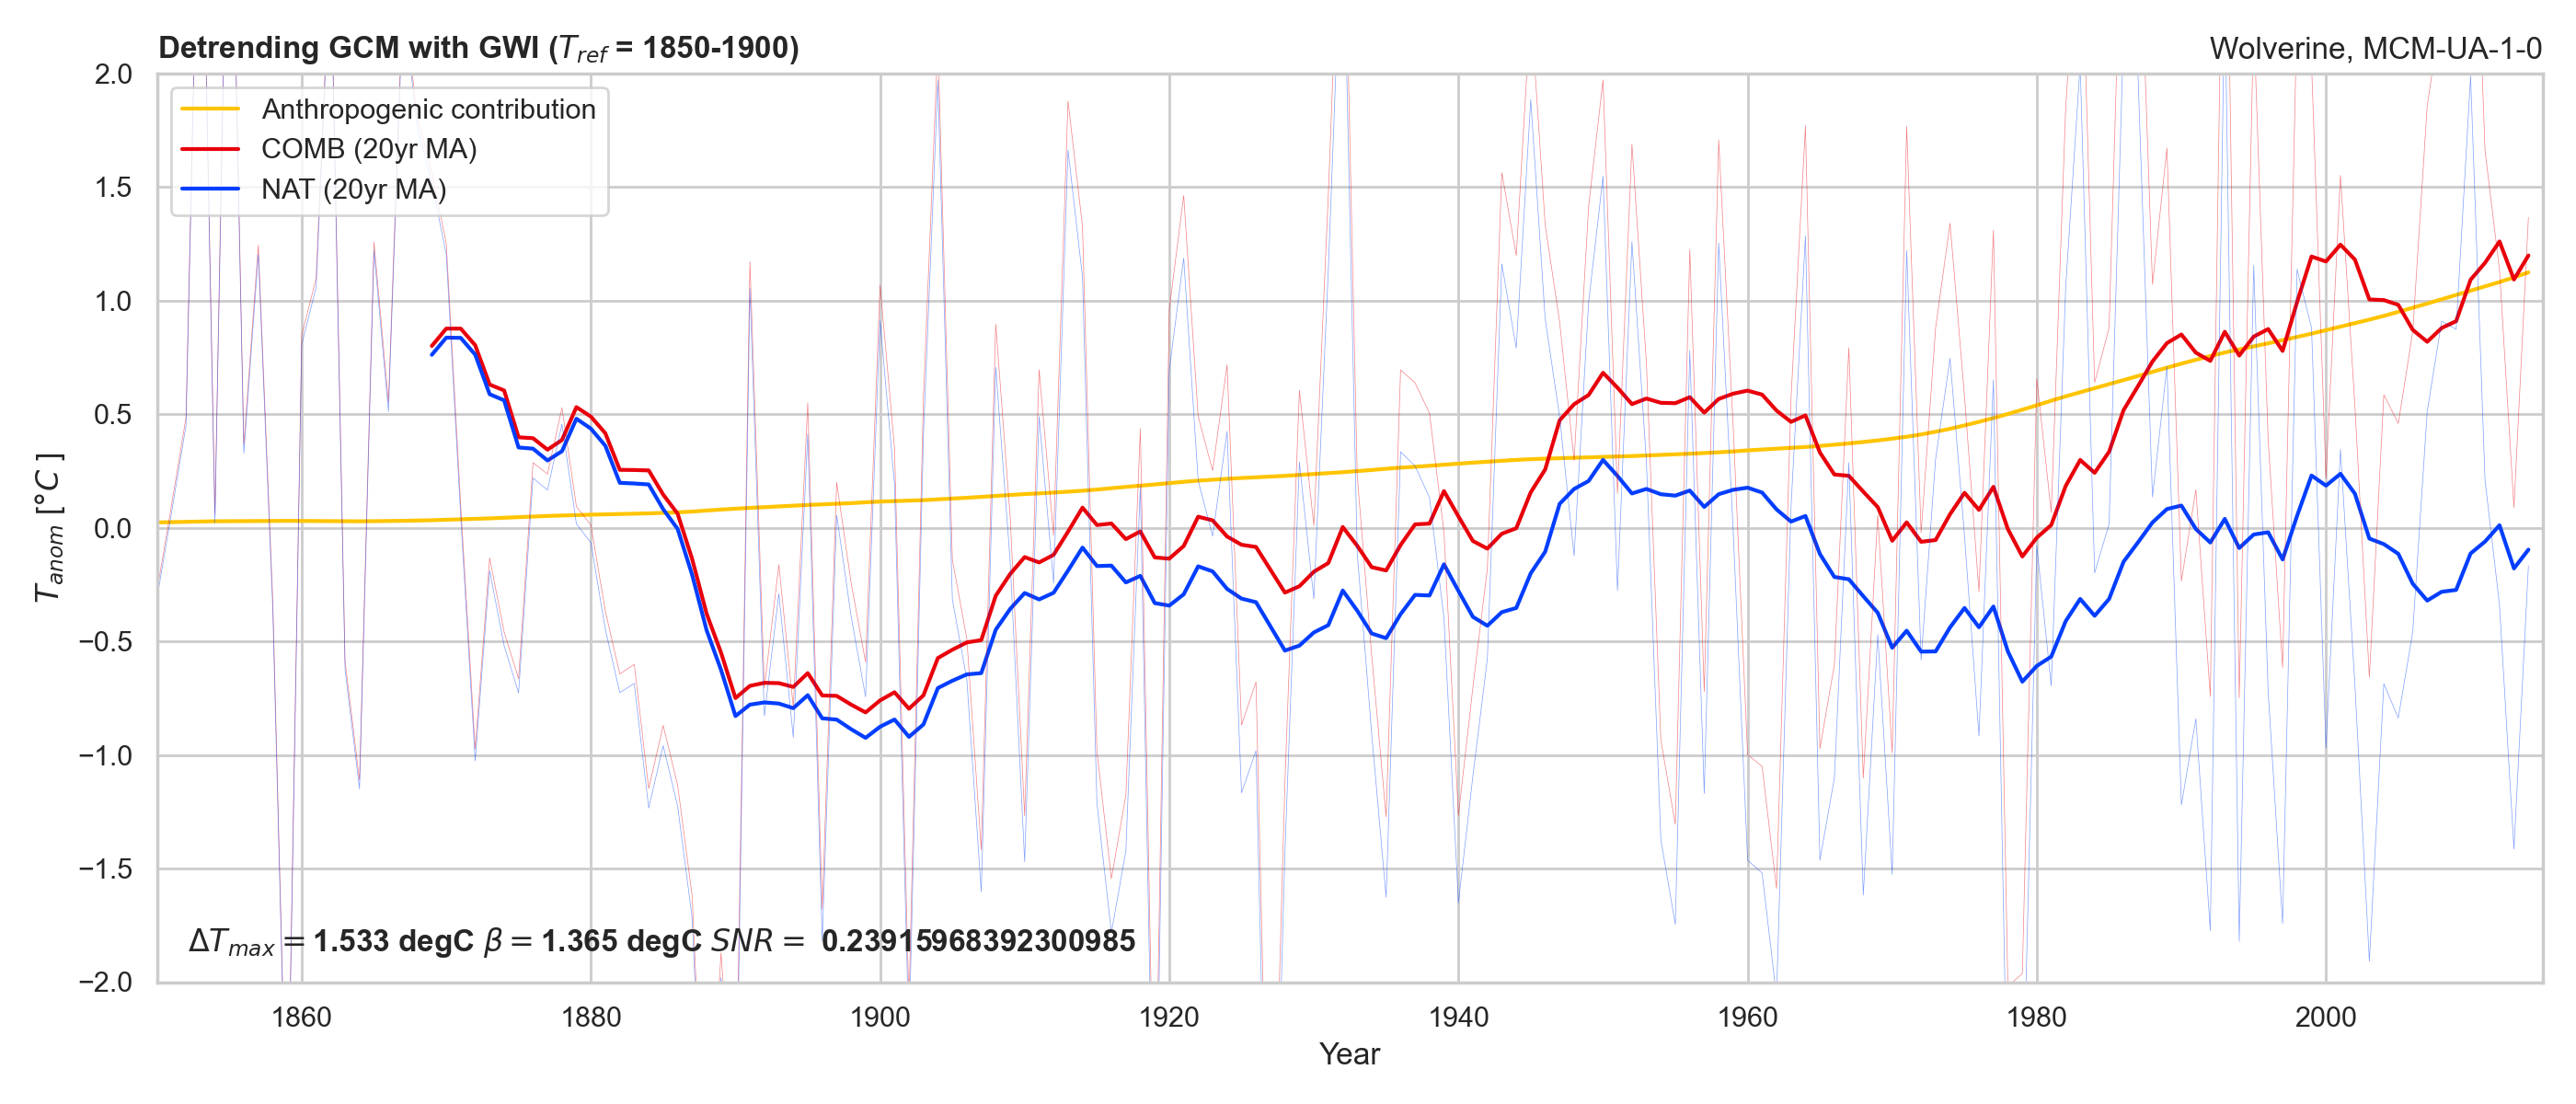 Detrending GCM with GWI (T_ref = 1850-1900)
Wolverine, MCM-UA-1-0
2.0
1.5
1.0
0.5
0.0
−0.5
−1.0
−1.5
−2.0
T_anom [°C ]
Anthropogenic contribution
COMB (20yr MA)
NAT (20yr MA)
ΔT_max = 1.533 degC β = 1.365 degC SNR = 0.23915968392300985
1860 1880 1900 1920 1940 1960 1980 2000
Year